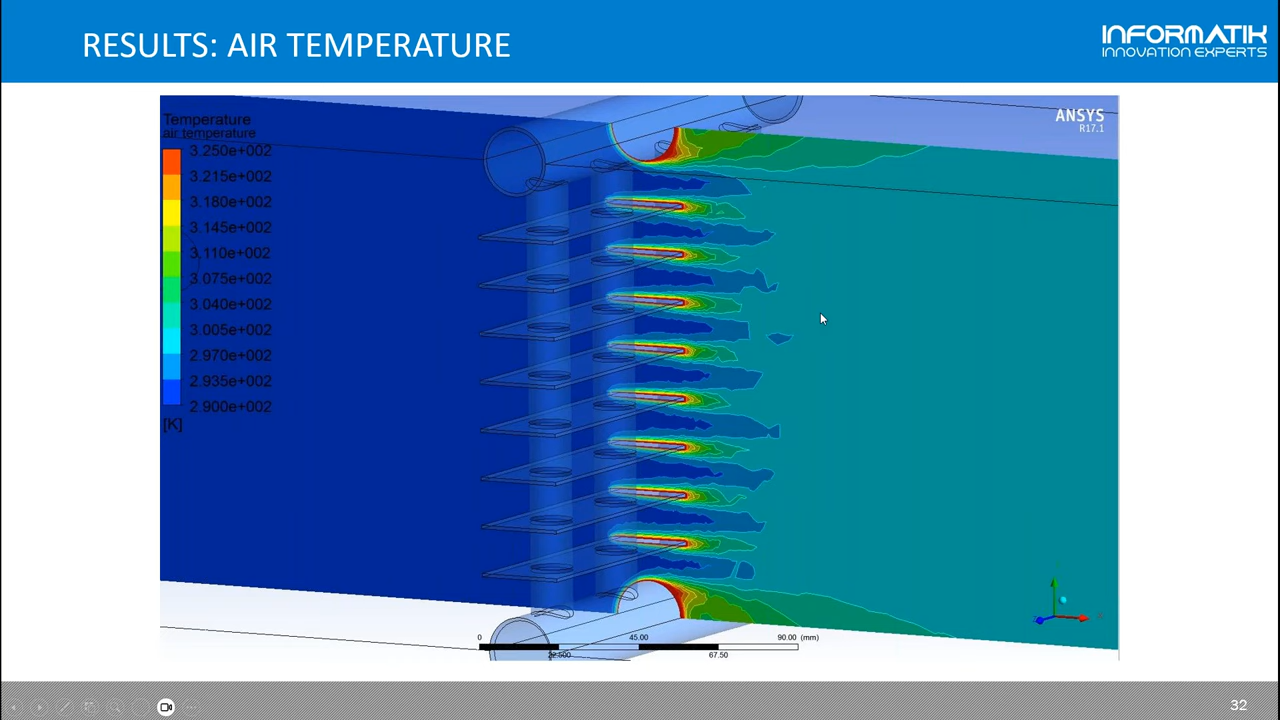 RESULTS: AIR TEMPERATURE
INFORMATIK
INNOVATION EXPERTS
Temperature
air temperature
3.250e+002
3.215e+002
3.180e+002
3.145e+002
3.110e+002
3.075e+002
3.040e+002
3.005e+002
2.970e+002
2.935e+002
2.900e+002
[K]
ANSYS
R17.1
0 45.00 90.00 (mm)
22.500 67.50
32